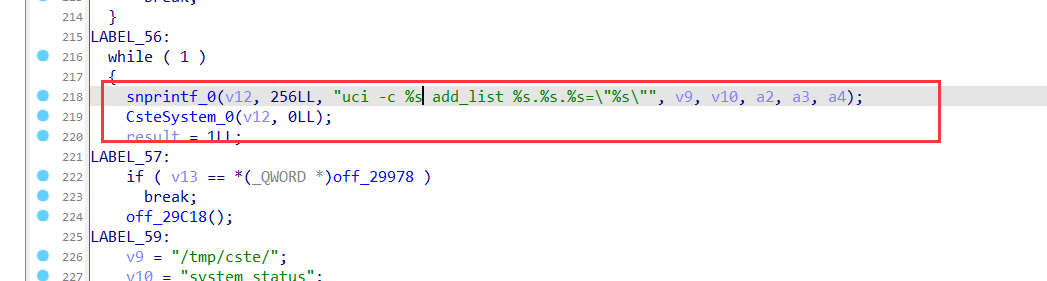 214 }
215 LABEL_56:
216 while ( 1 )
217 {
218 snprintf_0(v12, 256LL, "uci -c %s add_list %s.%s.%s=\"%s\"", v9, v10, a2, a3, a4);
219 CsteSystem_0(v12, 0LL);
220 result = 1LL;
221 LABEL_57:
222 if ( v13 == *(_QWORD *)off_29978 )
223 break;
224 off_29C18();
225 LABEL_59:
226 v9 = "/tmp/cste/";
227 v10 = "system_status";